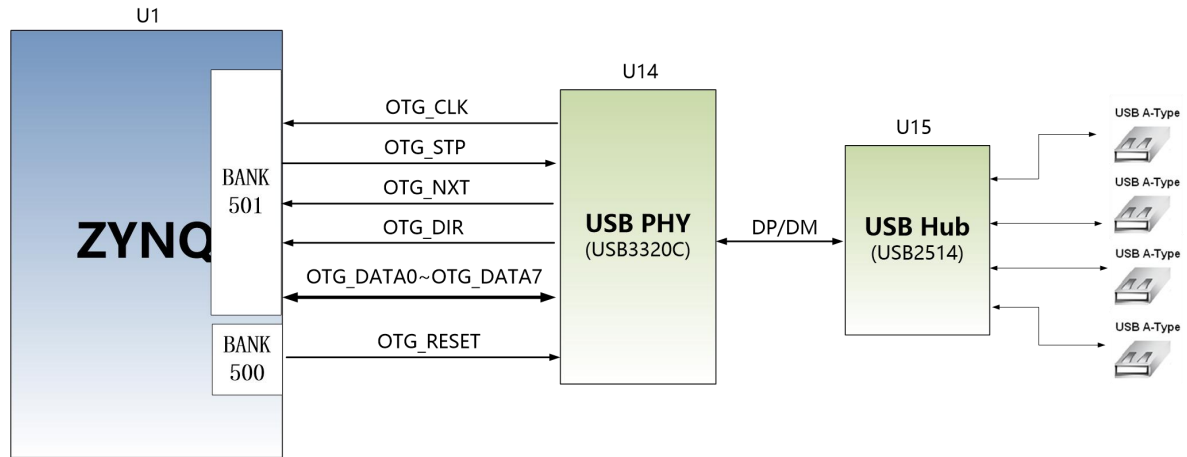 U1
ZYNQ
BANK
501
BANK
500
OTG_CLK
OTG_STP
OTG_NXT
OTG_DIR
OTG_DATA0~OTG_DATA7
OTG_RESET
U14
USB PHY
(USB3320C)
DP/DM
U15
USB Hub
(USB2514)
USB A-Type
USB A-Type
USB A-Type
USB A-Type